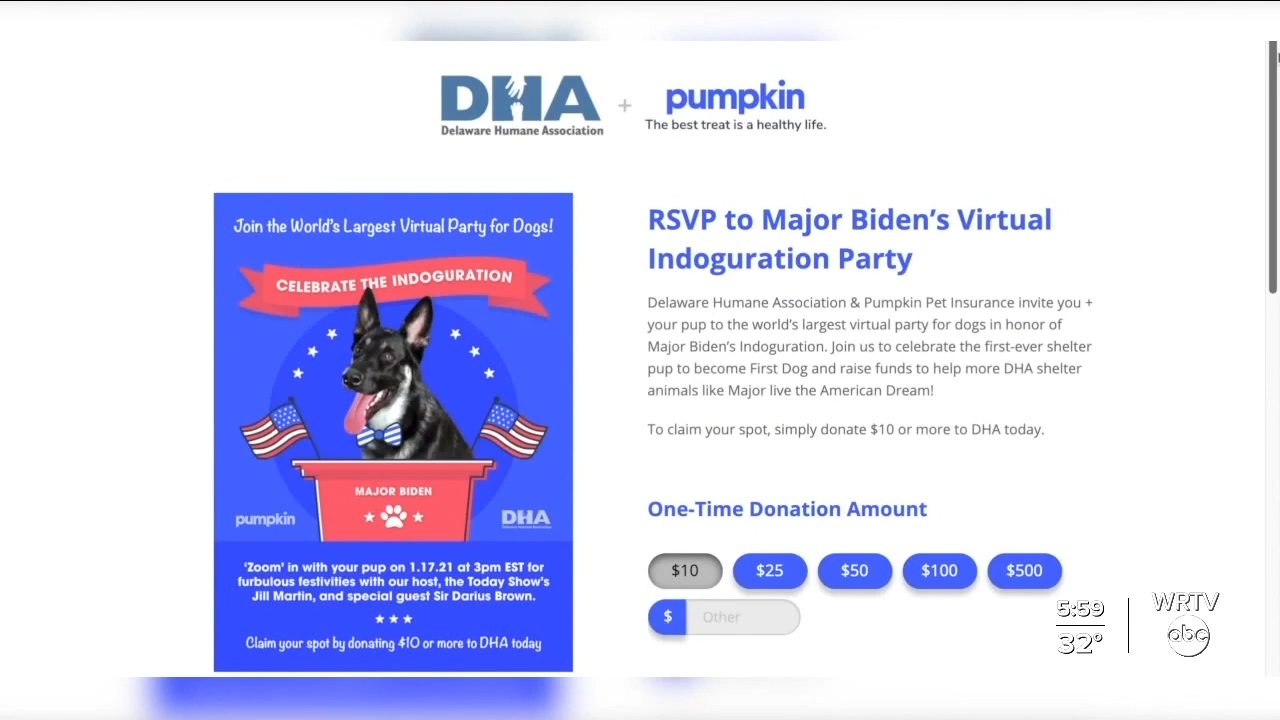 DHA
Delaware Humane Association
+
pumpkin
The best treat is a healthy life.
Join the World's Largest Virtual Party for Dogs!
CELEBRATE THE INDOGURATION
MAJOR BIDEN
pumpkin
DHA
Delaware Humane Association
'Zoom' in with your pup on 1.17.21 at 3pm EST for
furbulous festivities with our host, the Today Show's
Jill Martin, and special guest Sir Darius Brown.
Claim your spot by donating $10 or more to DHA today
RSVP to Major Biden's Virtual
Indoguration Party
Delaware Humane Association & Pumpkin Pet Insurance invite you +
your pup to the world's largest virtual party for dogs in honor of
Major Biden's Indoguration. Join us to celebrate the first-ever shelter
pup to become First Dog and raise funds to help more DHA shelter
animals like Major live the American Dream!
To claim your spot, simply donate $10 or more to DHA today.
One-Time Donation Amount
$10 $25 $50 $100 $500
$ Other
5:59
32°
WRTV
abc